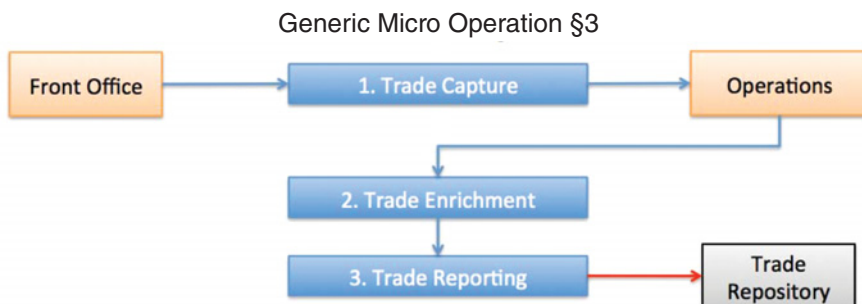 Generic Micro Operation §3
Front Office
1. Trade Capture
Operations
2. Trade Enrichment
3. Trade Reporting
Trade
Repository